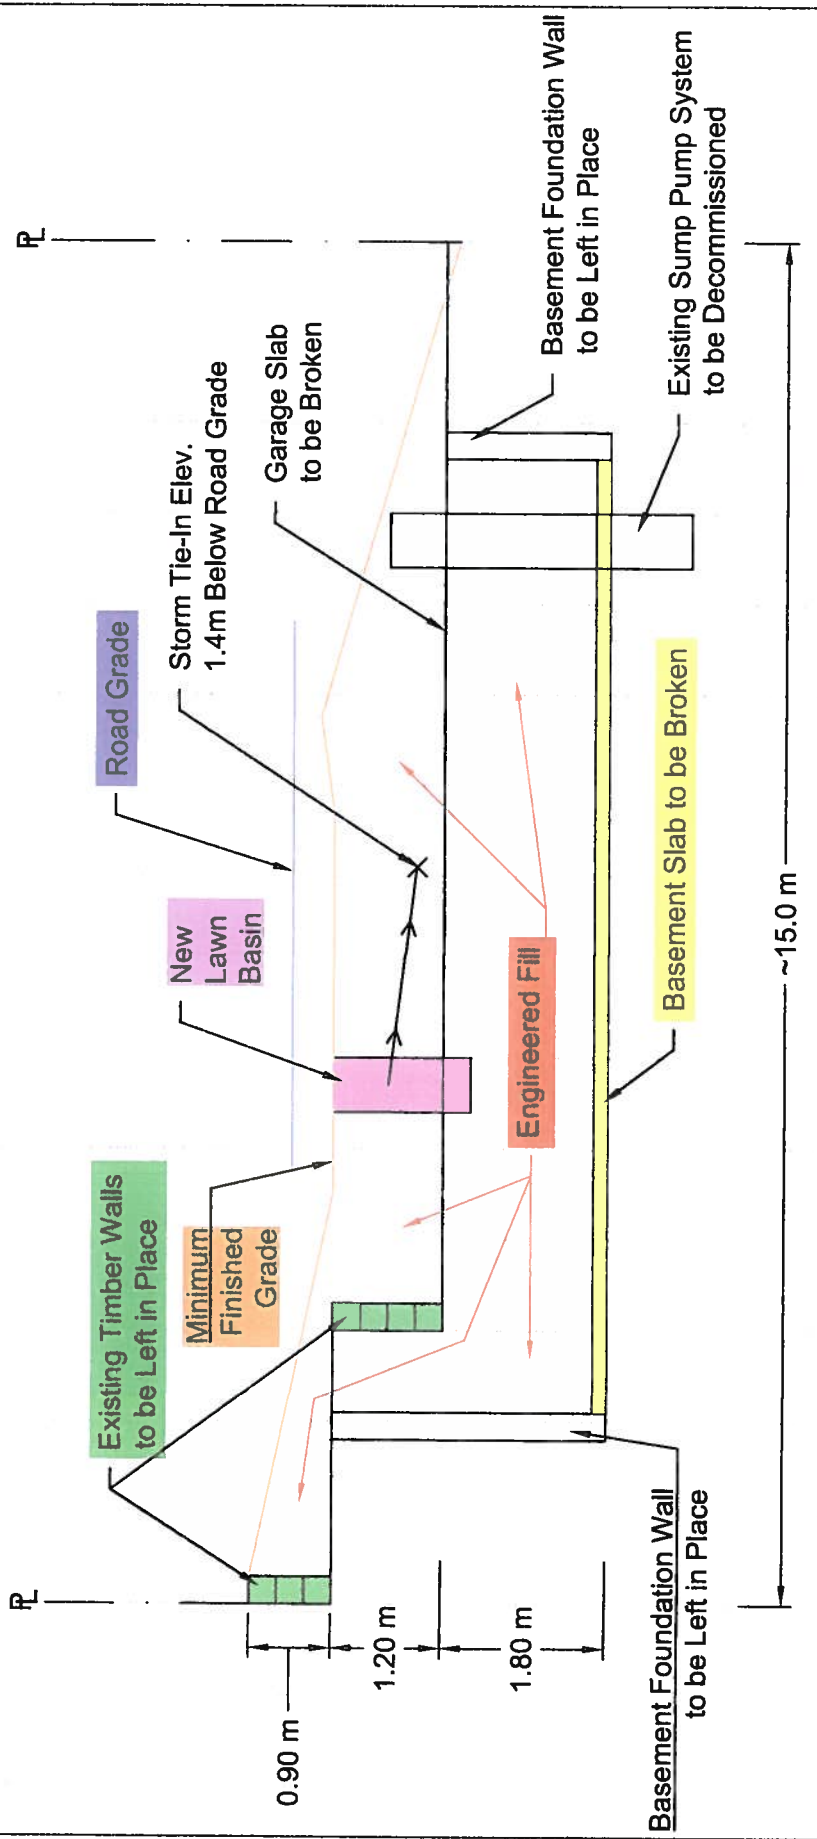 PL
PL
Existing Timber Walls
to be Left in Place
Minimum
Finished
Grade
New
Lawn
Basin
Road Grade
Storm Tie-In Elev.
1.4m Below Road Grade
Garage Slab
to be Broken
Basement Foundation Wall
to be Left in Place
Existing Sump Pump System
to be Decommissioned
0.90 m
1.20 m
1.80 m
Engineered Fill
Basement Slab to be Broken
Basement Foundation Wall
to be Left in Place
~15.0 m